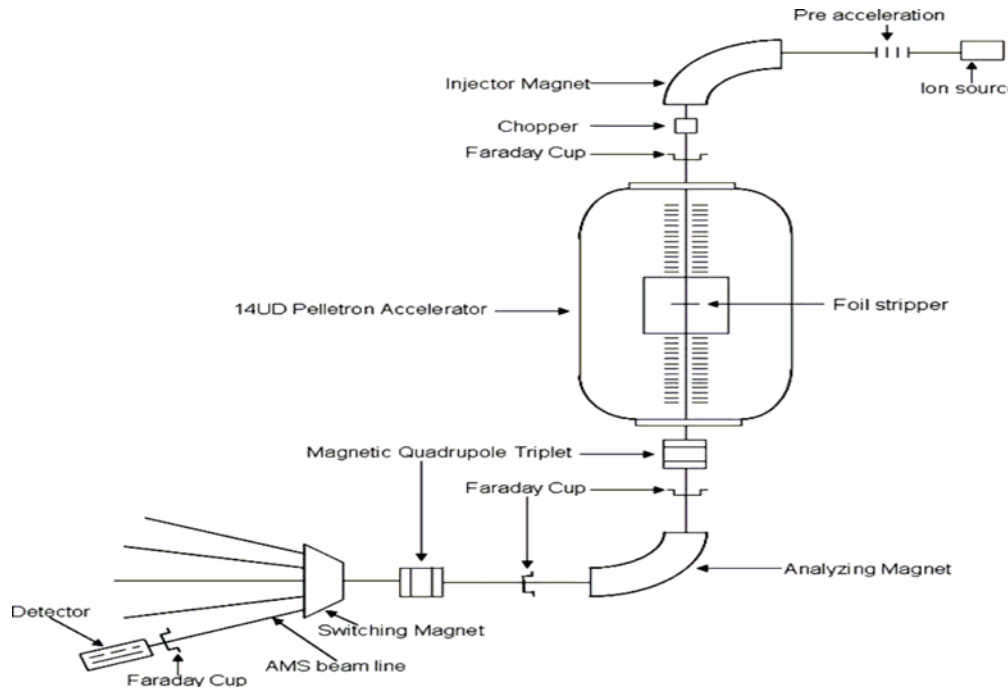 Pre acceleration
Injector Magnet
Ion source
Chopper
Faraday Cup
14UD Pelletron Accelerator
Foil stripper
Magnetic Quadrupole Triplet
Faraday Cup
Analyzing Magnet
Detector
Switching Magnet
AMS beam line
Faraday Cup